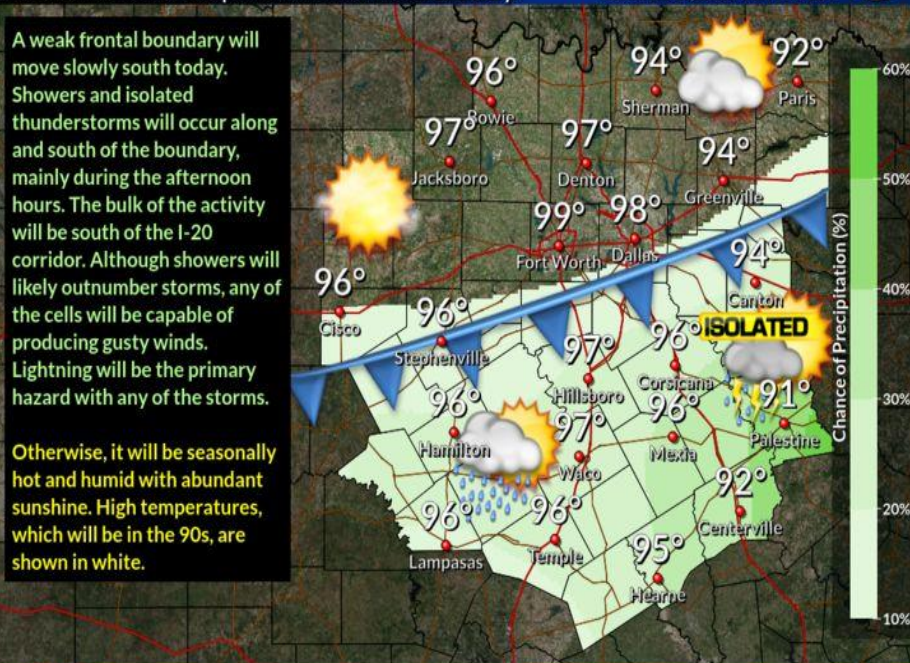 A weak frontal boundary will
move slowly south today.
Showers and isolated
thunderstorms will occur along
and south of the boundary,
mainly during the afternoon
hours. The bulk of the activity
will be south of the I-20
corridor. Although showers will
likely outnumber storms, any of
the cells will be capable of
producing gusty winds.
Lightning will be the primary
hazard with any of the storms.
Otherwise, it will be seasonally
hot and humid with abundant
sunshine. High temperatures,
which will be in the 90s, are
shown in white.
96°
Bowie
94°
Sherman
92°
Paris
97°
Jacksboro
97°
Denton
94°
Greenville
99°
Fort Worth
98°
Dallas
94°
Canton
96°
Cisco
96°
Stephenville
97°
Hillsboro
96°
Corsicana
ISOLATED
91°
Palestine
96°
Hamilton
97°
Waco
96°
Mexia
92°
Centerville
96°
Lampasas
96°
Temple
95°
Hearne
Chance of Precipitation (%)
60%
50%
40%
30%
20%
10%